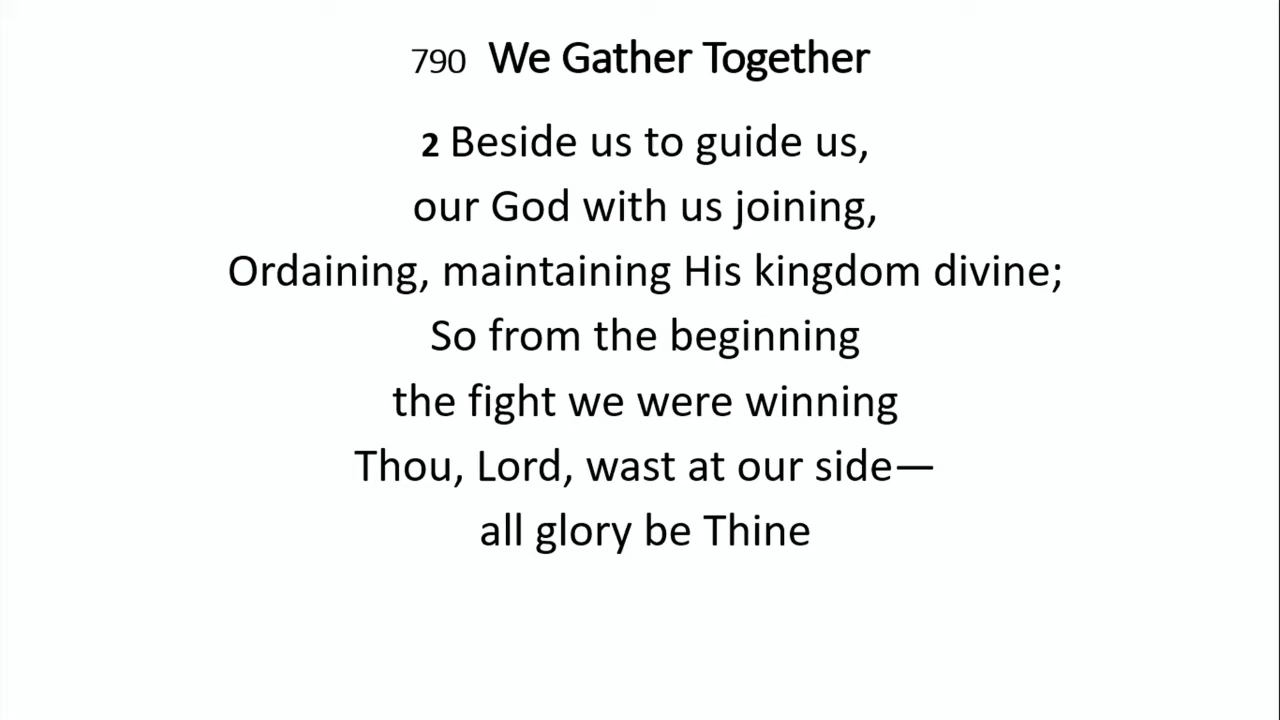 790 We Gather Together
2 Beside us to guide us,
our God with us joining,
Ordaining, maintaining His kingdom divine;
So from the beginning
the fight we were winning
Thou, Lord, wast at our side—
all glory be Thine